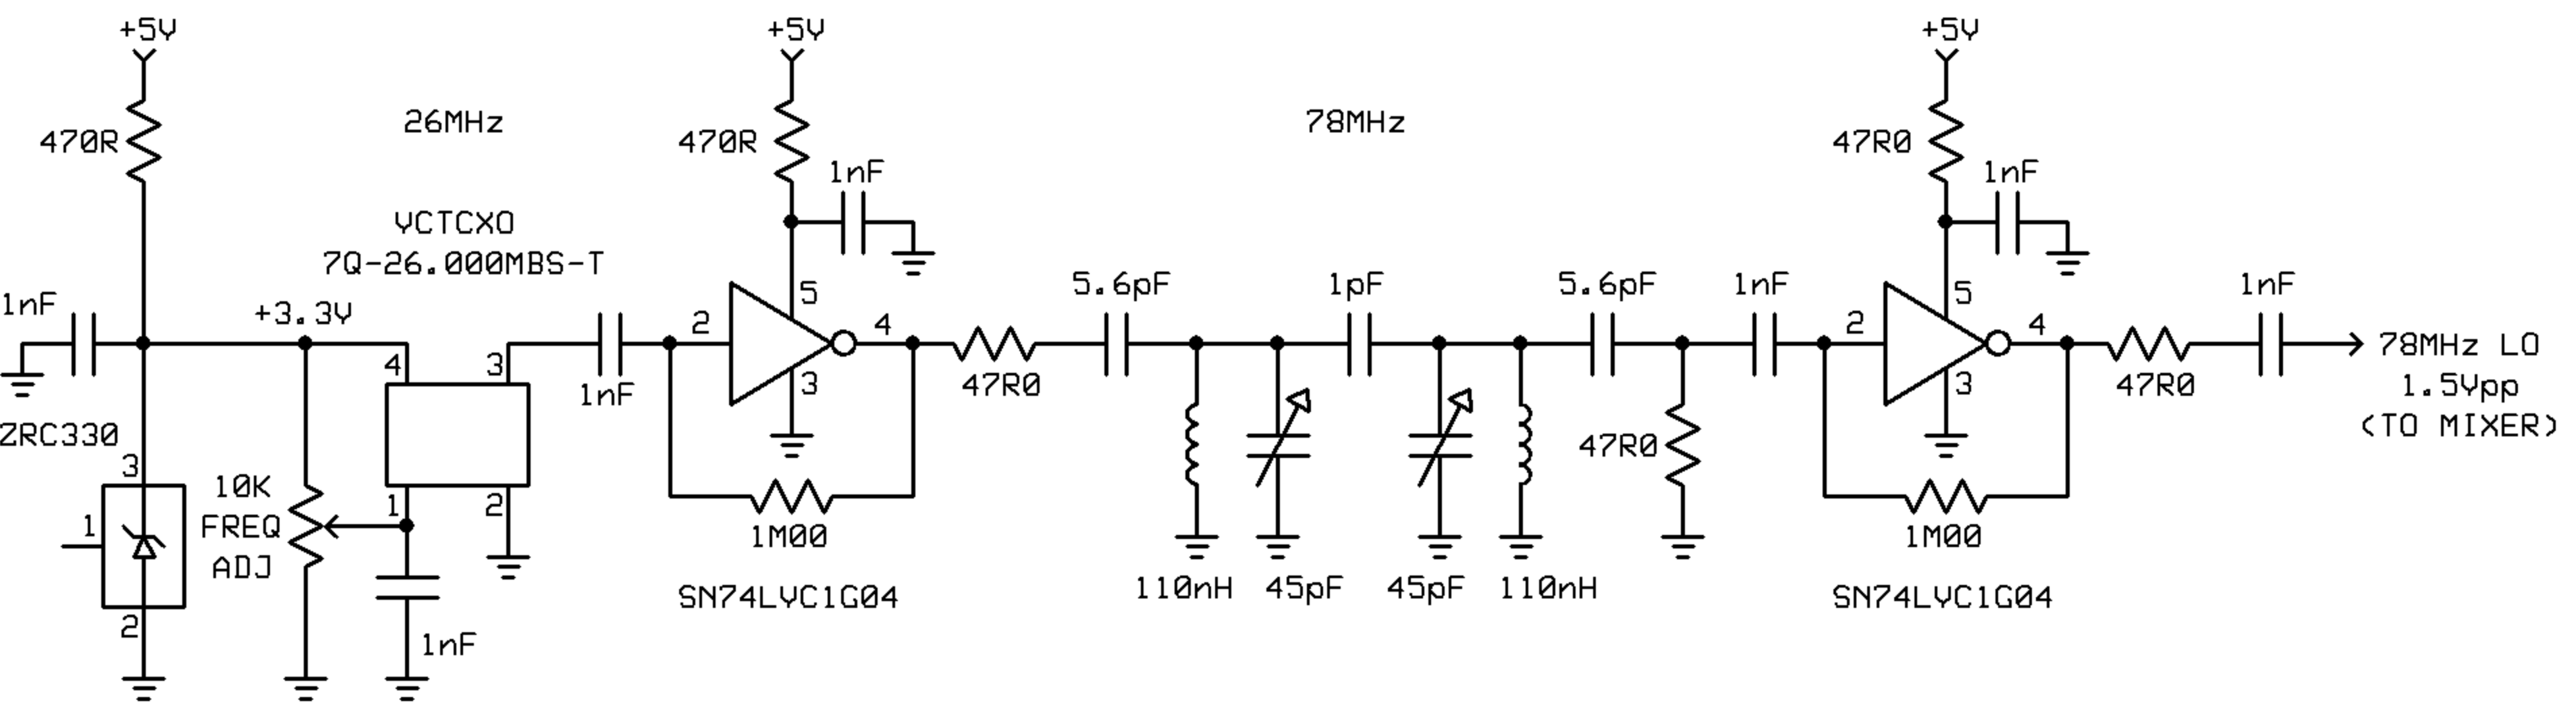 +5V
+5V
+5V
26MHz
78MHz
470R
470R
47R0
1nF
1nF
VCTCXO
7Q-26.000MBS-T
1nF
+3.3V
5
5.6pF
1pF
5.6pF
1nF
5
1nF
2
4
2
4
4
3
1nF
3
47R0
3
47R0
78MHz LO
1.5Vpp
(TO MIXER)
ZRC330
47R0
3
10K
FREQ
ADJ
1
2
1
1M00
1M00
2
1nF
SN74LVC1G04
110nH
45pF
45pF
110nH
SN74LVC1G04